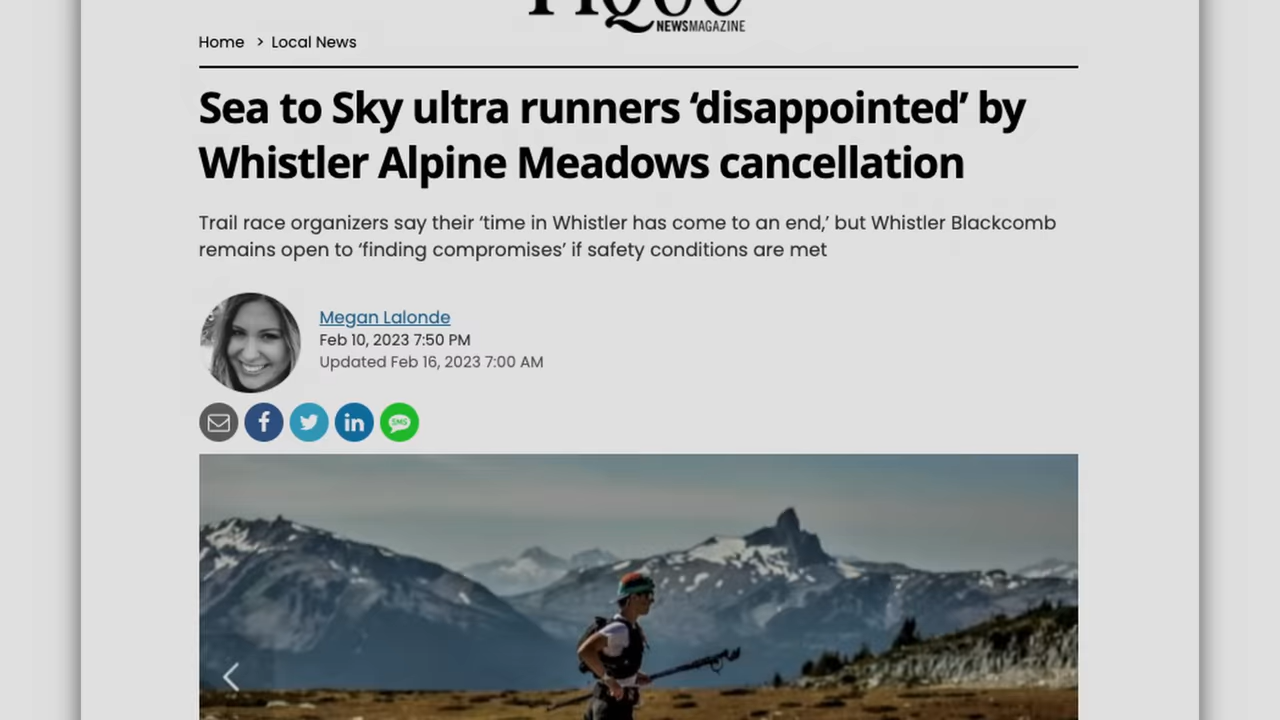 NEWSMAGAZINE
Home > Local News
Sea to Sky ultra runners ‘disappointed’ by
Whistler Alpine Meadows cancellation
Trail race organizers say their ‘time in Whistler has come to an end,’ but Whistler Blackcomb
remains open to ‘finding compromises’ if safety conditions are met
Megan Lalonde
Feb 10, 2023 7:50 PM
Updated Feb 16, 2023 7:00 AM
SMS